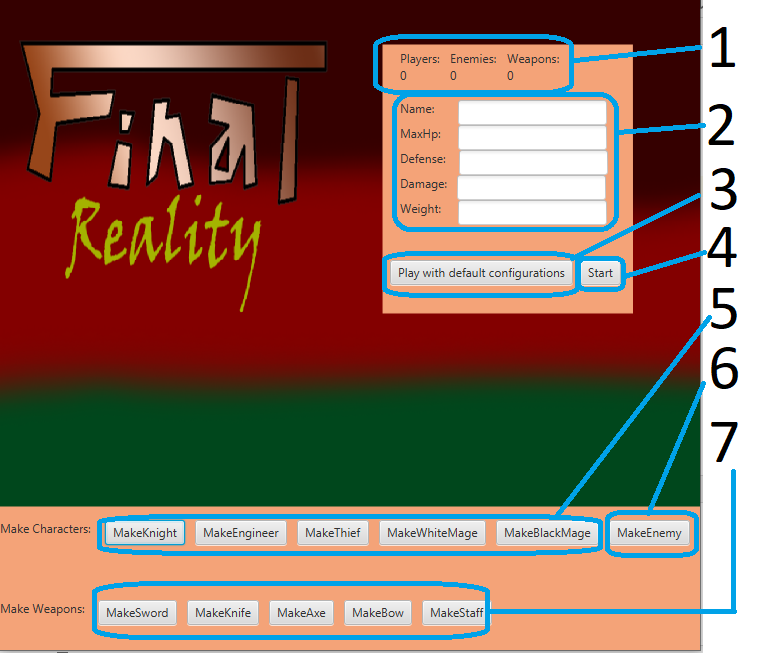 Final
Reality
Players: Enemies: Weapons:
0 0 0
Name:
MaxHp:
Defense:
Damage:
Weight:
Play with default configurations Start
1
2
3
4
5
6
7
Make Characters: MakeKnight MakeEngineer MakeThief MakeWhiteMage MakeBlackMage MakeEnemy
Make Weapons: MakeSword MakeKnife MakeAxe MakeBow MakeStaff